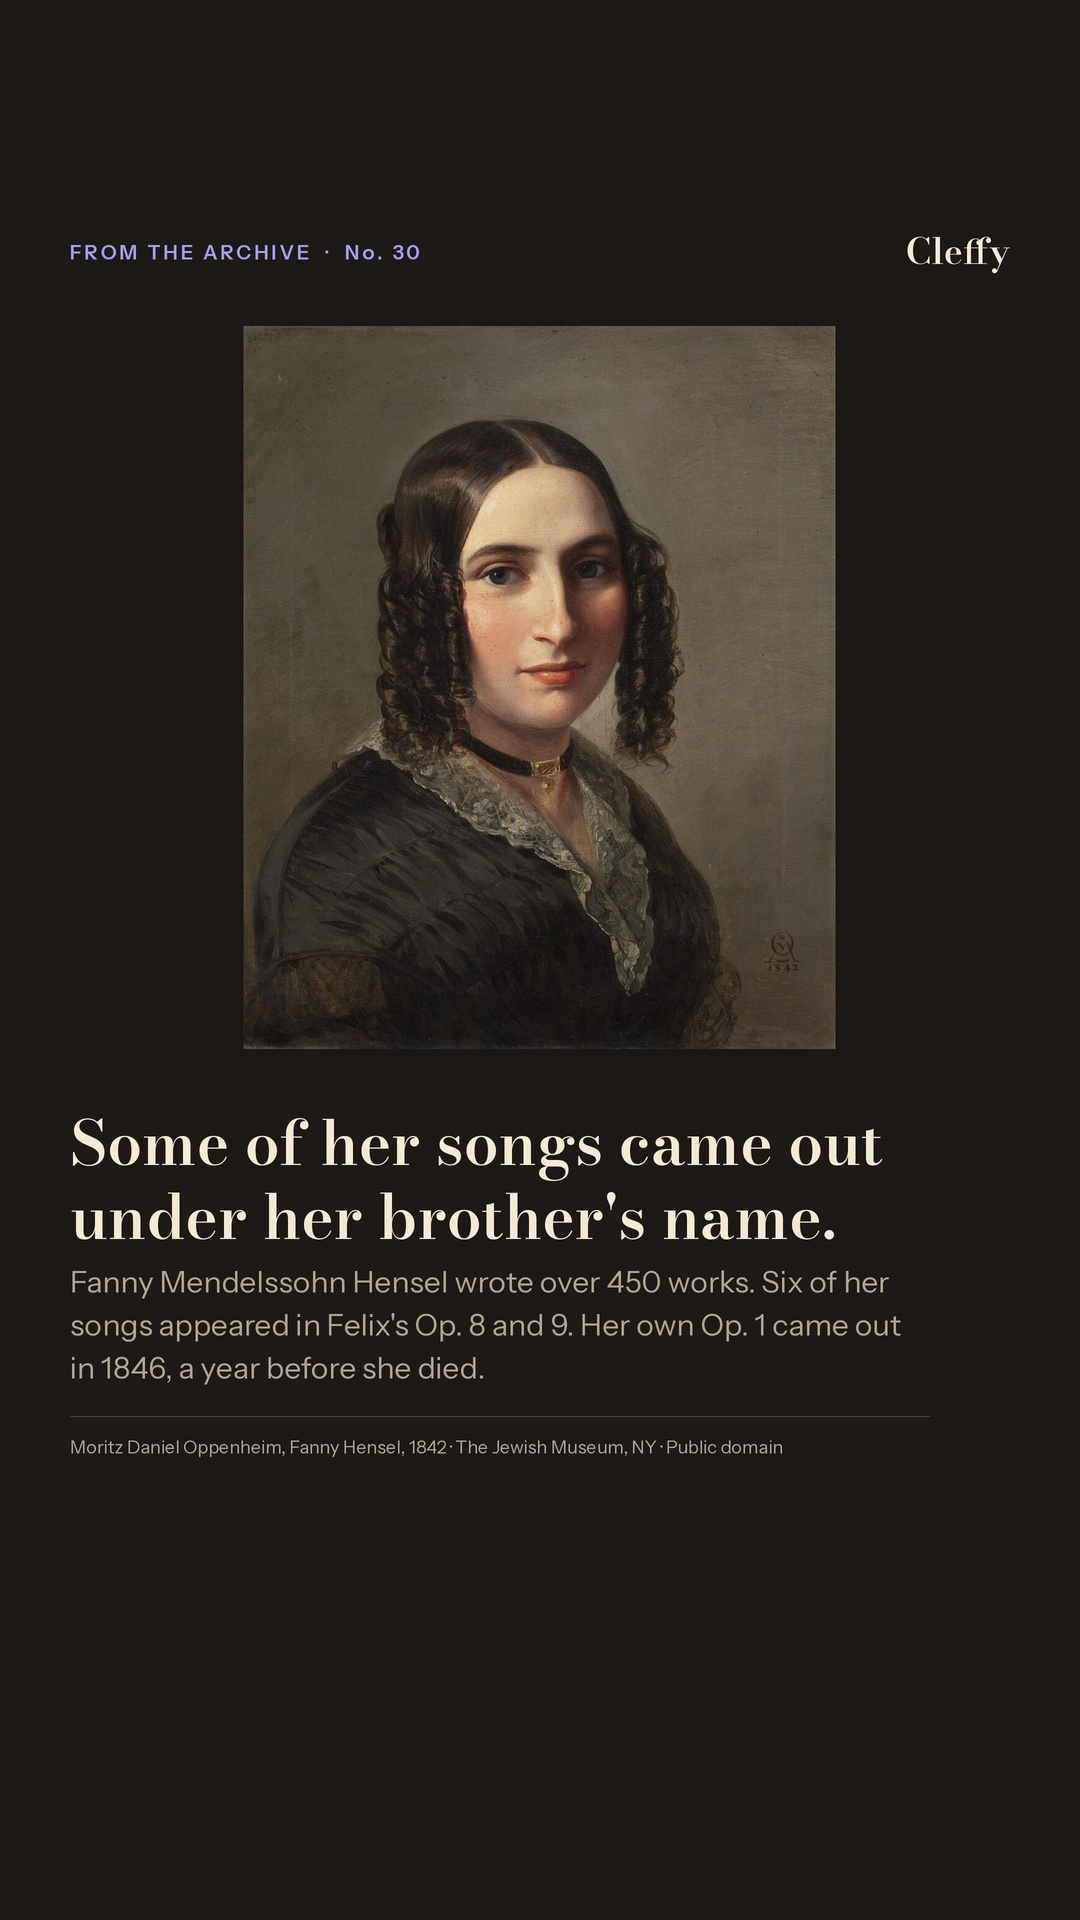 FROM THE ARCHIVE · No. 30
Cleffy
1842
Some of her songs came out
under her brother's name.
Fanny Mendelssohn Hensel wrote over 450 works. Six of her
songs appeared in Felix's Op. 8 and 9. Her own Op. 1 came out
in 1846, a year before she died.
Moritz Daniel Oppenheim, Fanny Hensel, 1842 · The Jewish Museum, NY · Public domain